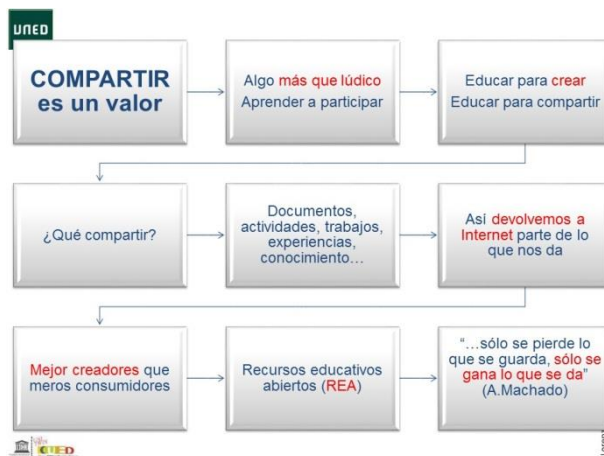 UNED
COMPARTIR
es un valor
Algo más que lúdico
Aprender a participar
Educar para crear
Educar para compartir
¿Qué compartir?
Documentos,
actividades, trabajos,
experiencias,
conocimiento…
Así devolvemos a
Internet parte de lo
que nos da
Mejor creadores que
meros consumidores
Recursos educativos
abiertos (REA)
“…sólo se pierde lo
que se guarda, sólo se
gana lo que se da”
(A.Machado)